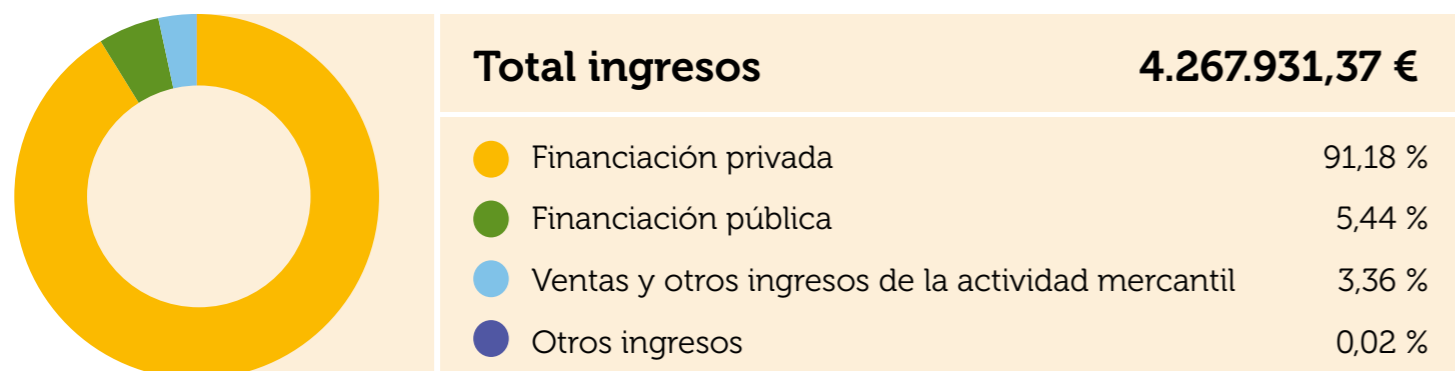 Total ingresos 4.267.931,37 €
Financiación privada 91,18 %
Financiación pública 5,44 %
Ventas y otros ingresos de la actividad mercantil 3,36 %
Otros ingresos 0,02 %